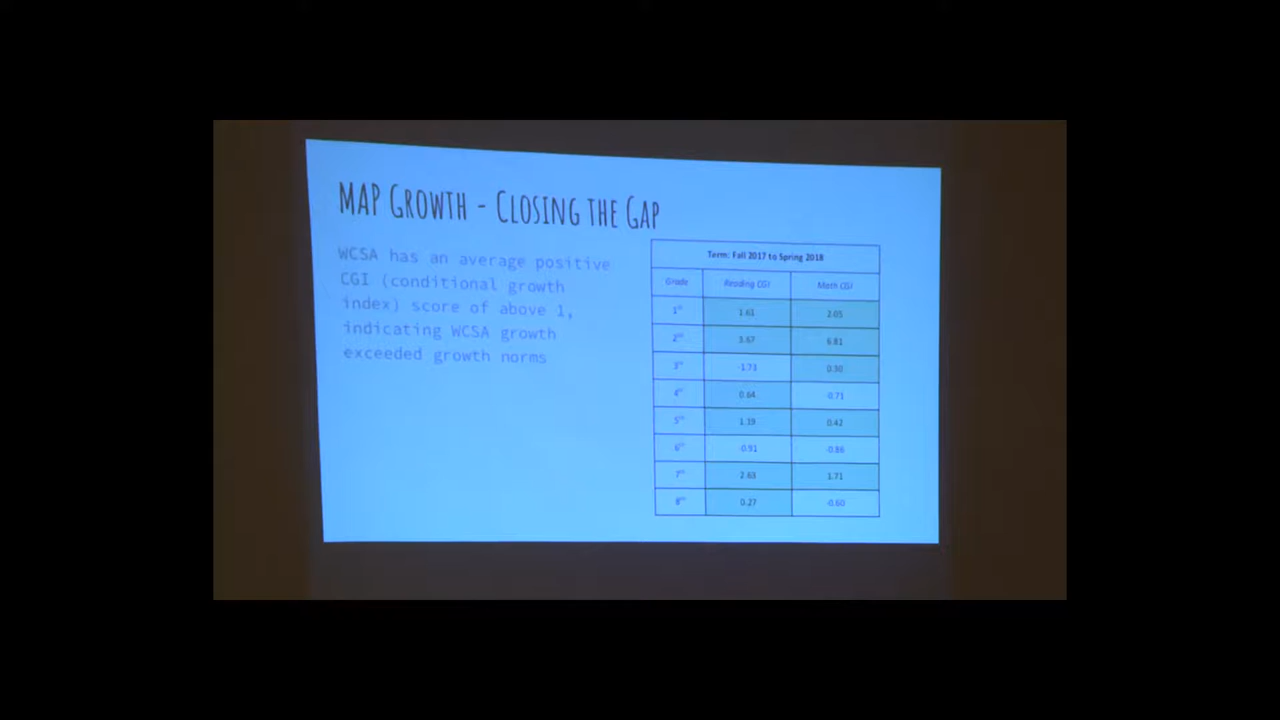 MAP GROWTH - CLOSING THE GAP
WCSA has an average positive
CGI (conditional growth
index) score of above 1,
indicating WCSA growth
exceeded growth norms
Term: Fall 2017 to Spring 2018
Grade Reading CGI Math CGI
1st 1.61 2.05
2nd 3.67 6.81
3rd -1.73 0.30
4th 0.64 -0.71
5th 1.19 0.42
6th -0.91 -0.86
7th 2.63 1.71
8th 0.27 -0.60